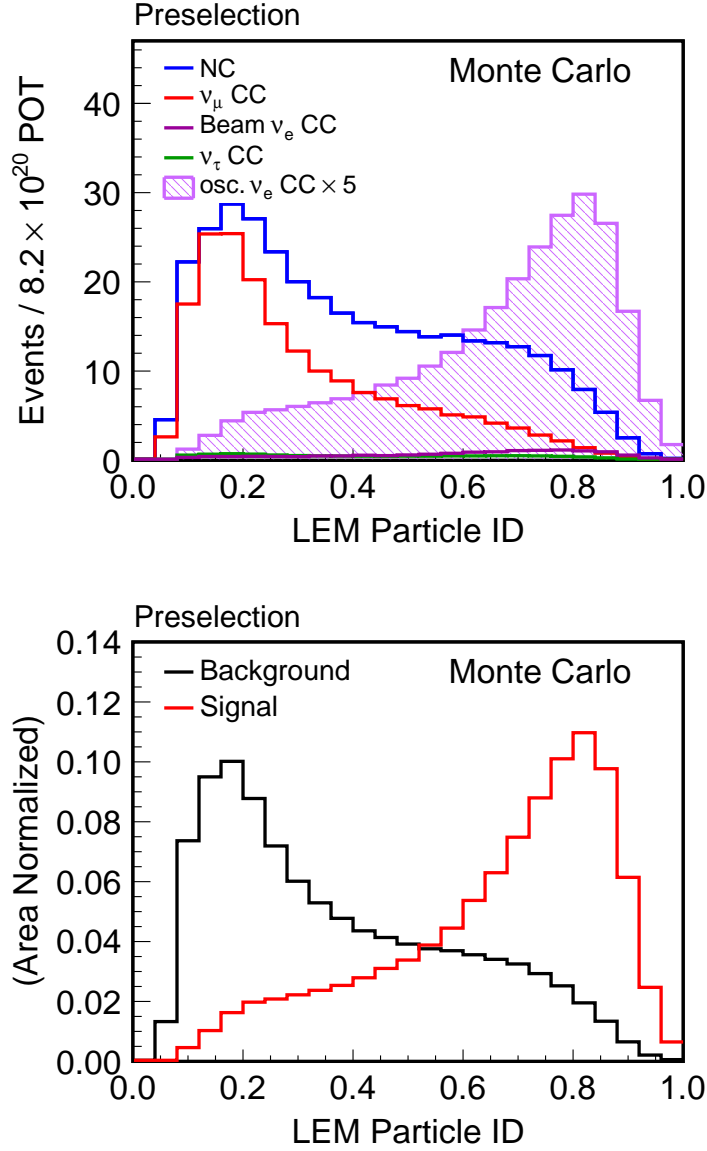 Preselection
Monte Carlo
NC
νμ CC
Beam νe CC
ντ CC
osc. νe CC × 5
Events / 8.2 × 10²⁰ POT
40
30
20
10
0
0.0 0.2 0.4 0.6 0.8 1.0
LEM Particle ID
Preselection
Monte Carlo
Background
Signal
(Area Normalized)
0.14
0.12
0.10
0.08
0.06
0.04
0.02
0.00
0.0 0.2 0.4 0.6 0.8 1.0
LEM Particle ID